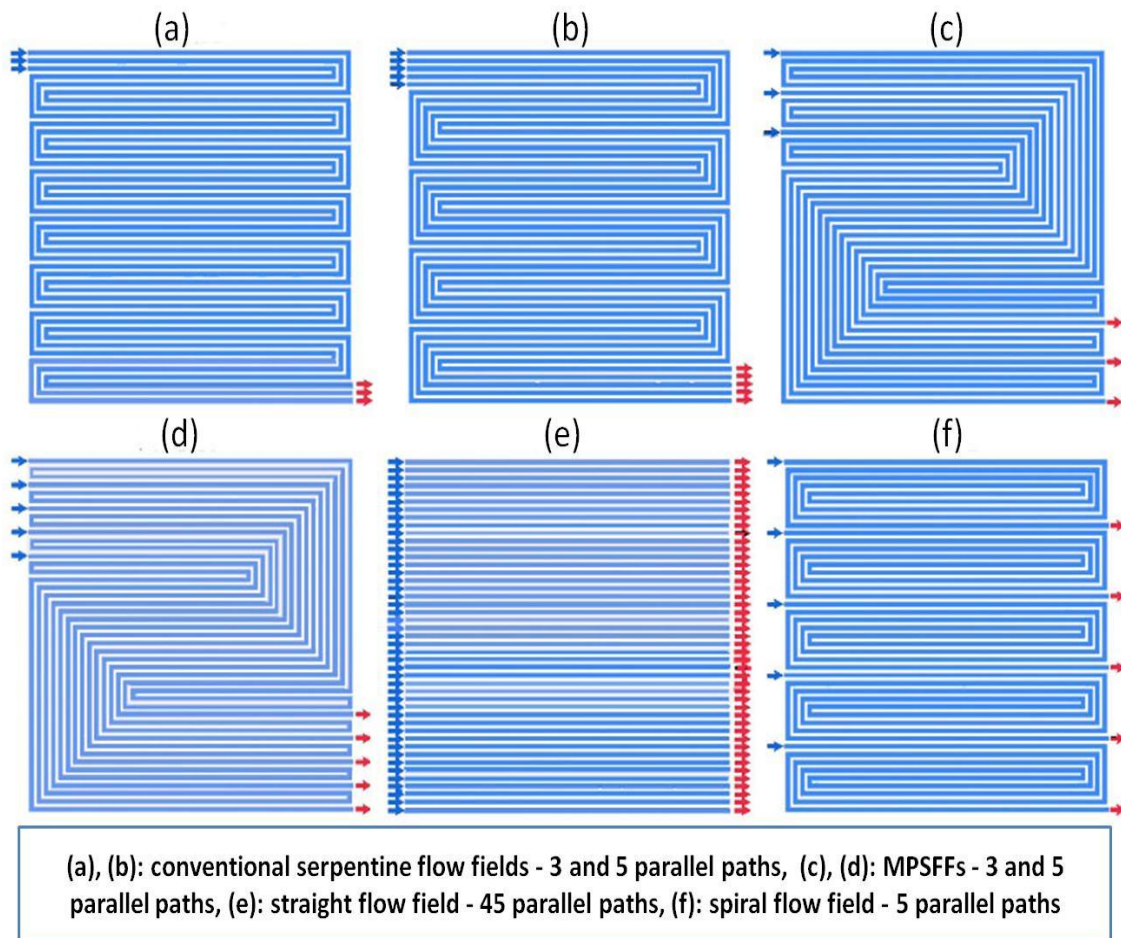 (a)
(b)
(c)
(d)
(e)
(f)
(a), (b): conventional serpentine flow fields - 3 and 5 parallel paths, (c), (d): MPSFFs - 3 and 5
parallel paths, (e): straight flow field - 45 parallel paths, (f): spiral flow field - 5 parallel paths